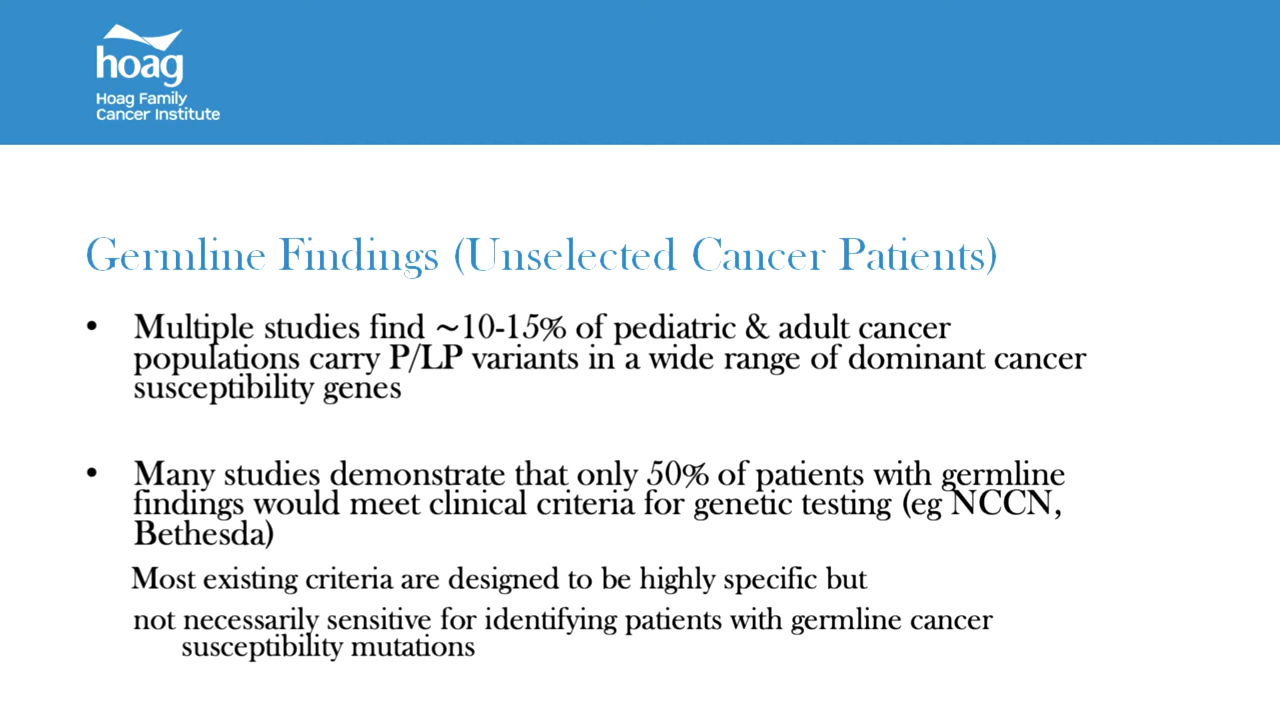 hoag
Hoag Family
Cancer Institute
Germline Findings (Unselected Cancer Patients)
• Multiple studies find ~10-15% of pediatric & adult cancer
populations carry P/LP variants in a wide range of dominant cancer
susceptibility genes
• Many studies demonstrate that only 50% of patients with germline
findings would meet clinical criteria for genetic testing (eg NCCN,
Bethesda)
Most existing criteria are designed to be highly specific but
not necessarily sensitive for identifying patients with germline cancer
susceptibility mutations